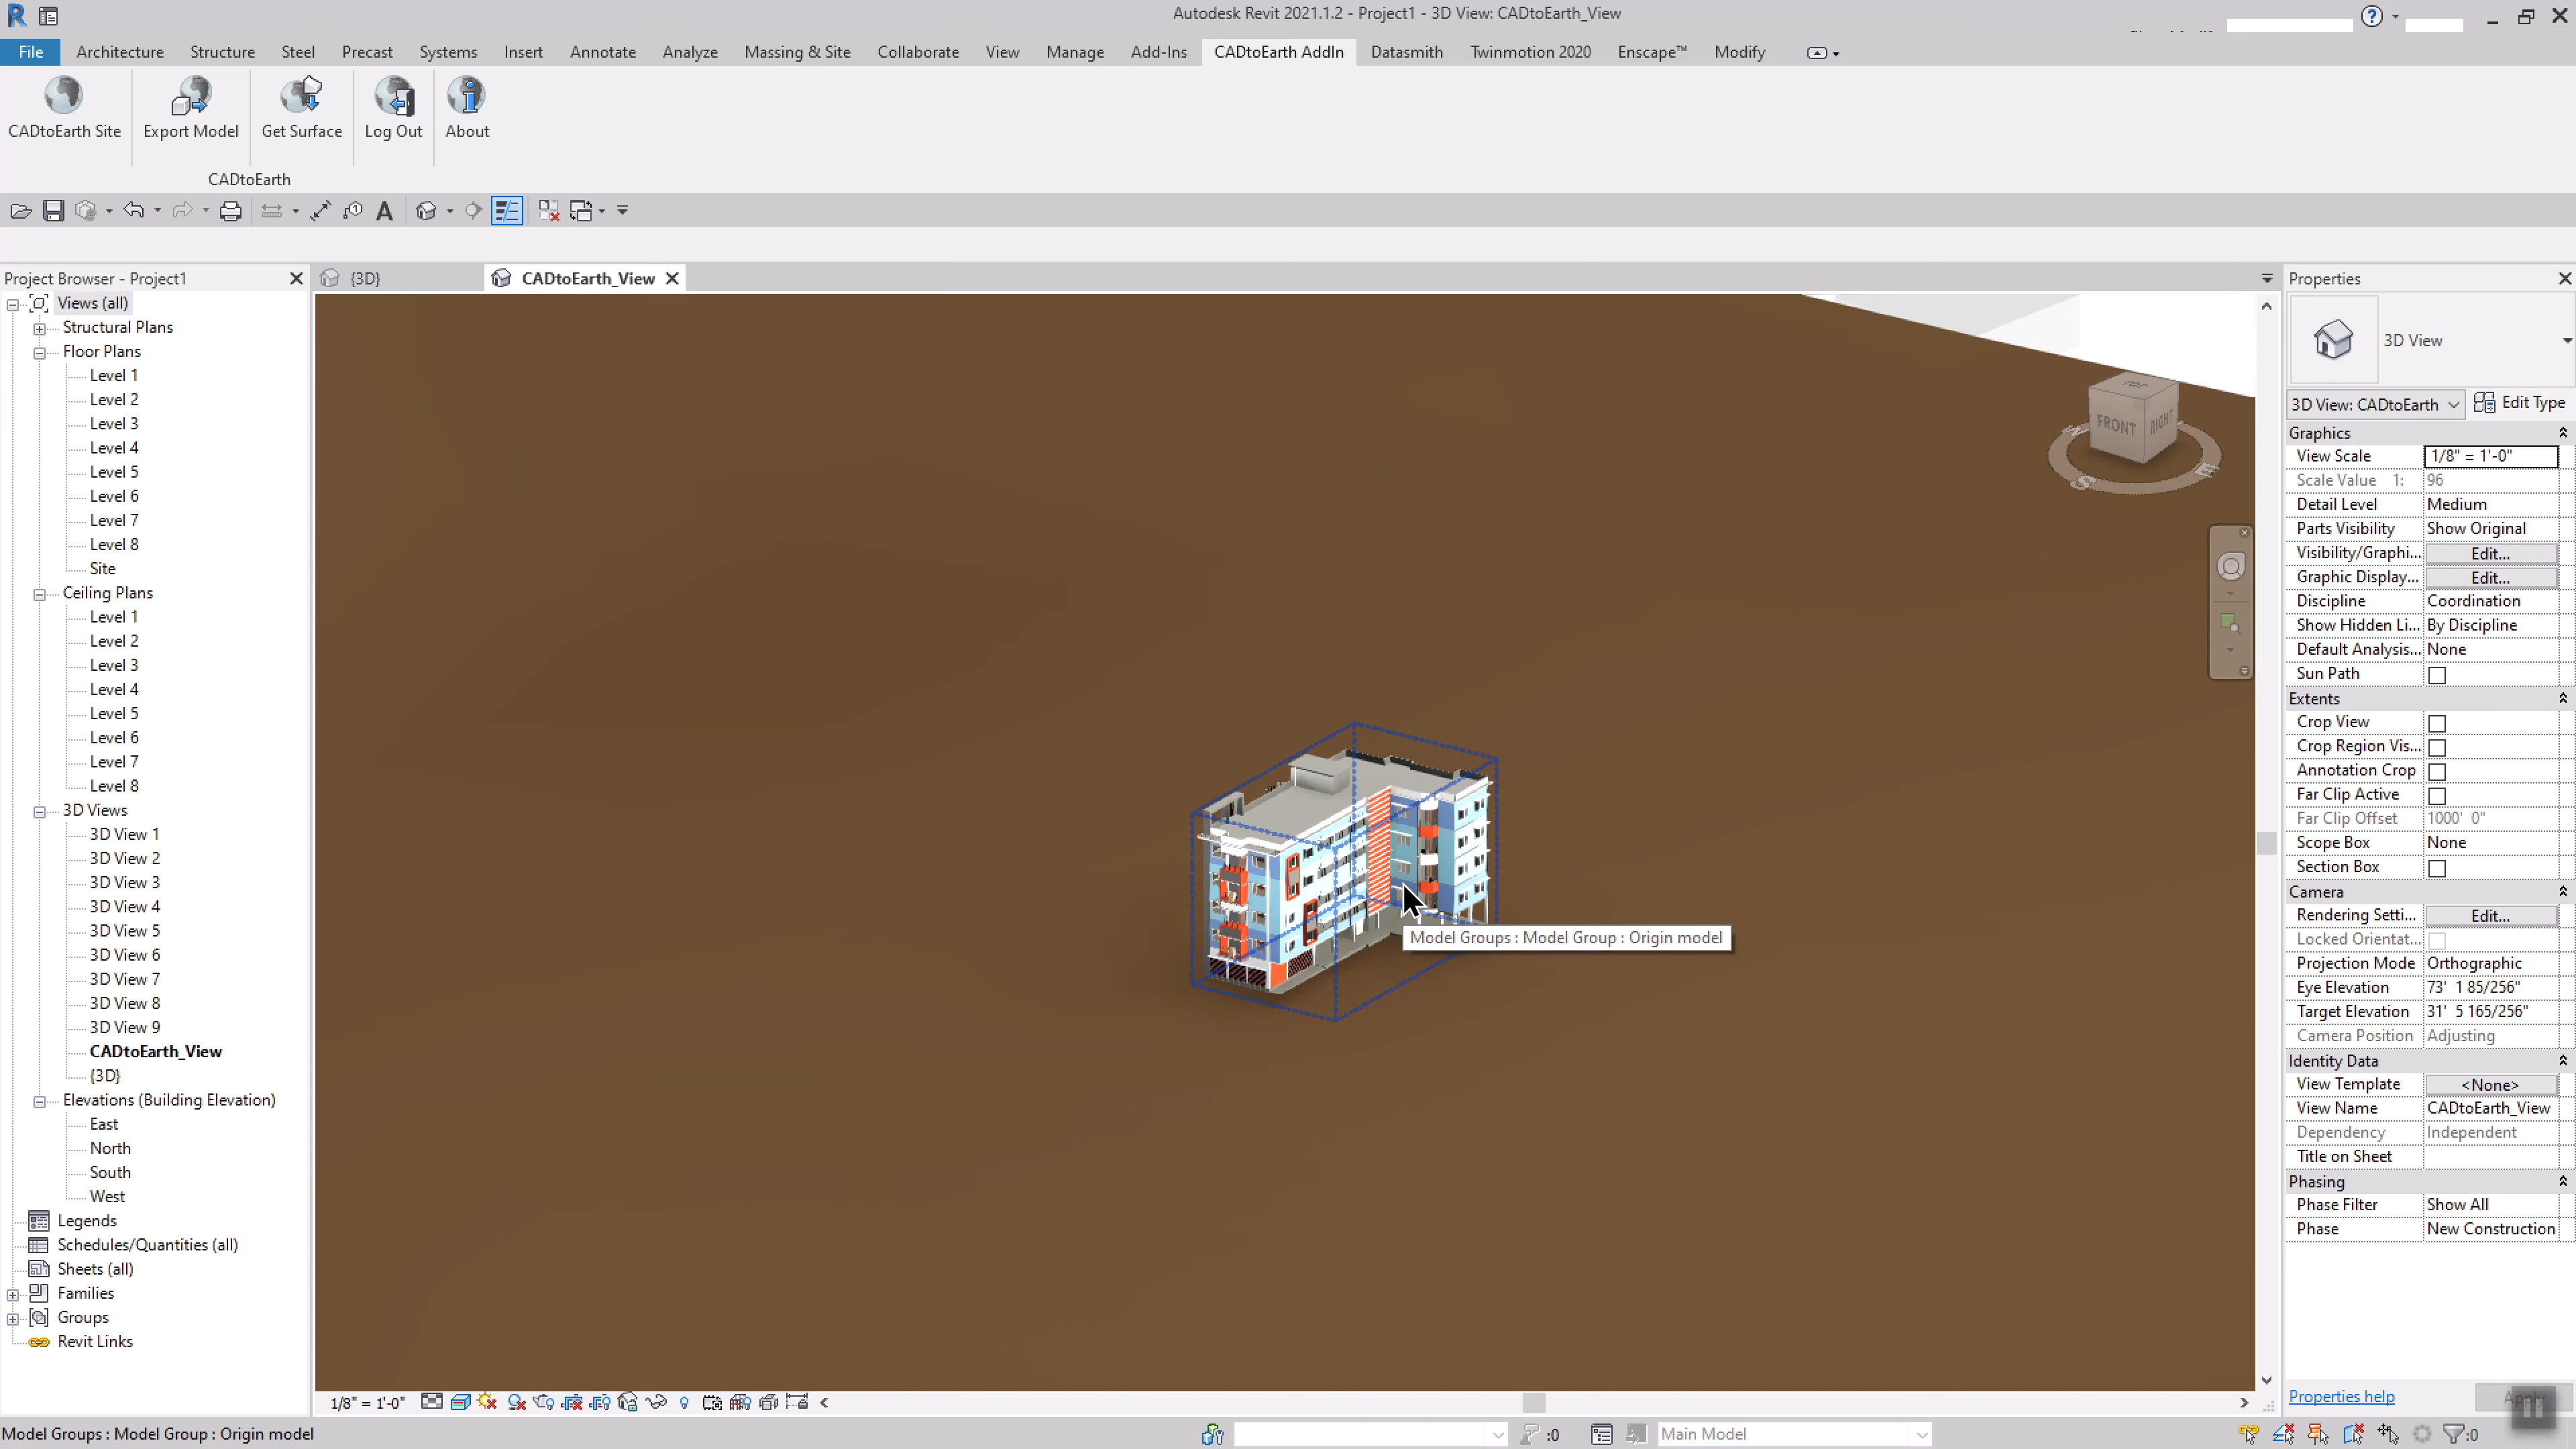 Autodesk Revit 2021.1.2 - Project1 - 3D View: CADtoEarth_View
File Architecture Structure Steel Precast Systems Insert Annotate Analyze Massing & Site Collaborate View Manage Add-Ins CADtoEarth AddIn Datasmith Twinmotion 2020 Enscape™ Modify
CADtoEarth Site Export Model Get Surface Log Out About
CADtoEarth
Project Browser - Project1
{3D}
CADtoEarth_View
Views (all)
Structural Plans
Floor Plans
Level 1
Level 2
Level 3
Level 4
Level 5
Level 6
Level 7
Level 8
Site
Ceiling Plans
Level 1
Level 2
Level 3
Level 4
Level 5
Level 6
Level 7
Level 8
3D Views
3D View 1
3D View 2
3D View 3
3D View 4
3D View 5
3D View 6
3D View 7
3D View 8
3D View 9
CADtoEarth_View
{3D}
Elevations (Building Elevation)
East
North
South
West
Legends
Schedules/Quantities (all)
Sheets (all)
Families
Groups
Revit Links
TOP
FRONT RIGHT
S E
Model Groups : Model Group : Origin model
Properties
3D View
3D View: CADtoEarth Edit Type
Graphics
View Scale 1/8" = 1'-0"
Scale Value 1: 96
Detail Level Medium
Parts Visibility Show Original
Visibility/Graphi... Edit...
Graphic Display... Edit...
Discipline Coordination
Show Hidden Li... By Discipline
Default Analysis... None
Sun Path
Extents
Crop View
Crop Region Vis...
Annotation Crop
Far Clip Active
Far Clip Offset 1000' 0"
Scope Box None
Section Box
Camera
Rendering Setti... Edit...
Locked Orientat...
Projection Mode Orthographic
Eye Elevation 73' 1 85/256"
Target Elevation 31' 5 165/256"
Camera Position Adjusting
Identity Data
View Template <None>
View Name CADtoEarth_View
Dependency Independent
Title on Sheet
Phasing
Phase Filter Show All
Phase New Construction
Properties help
1/8" = 1'-0"
Model Groups : Model Group : Origin model
:0
Main Model
:0